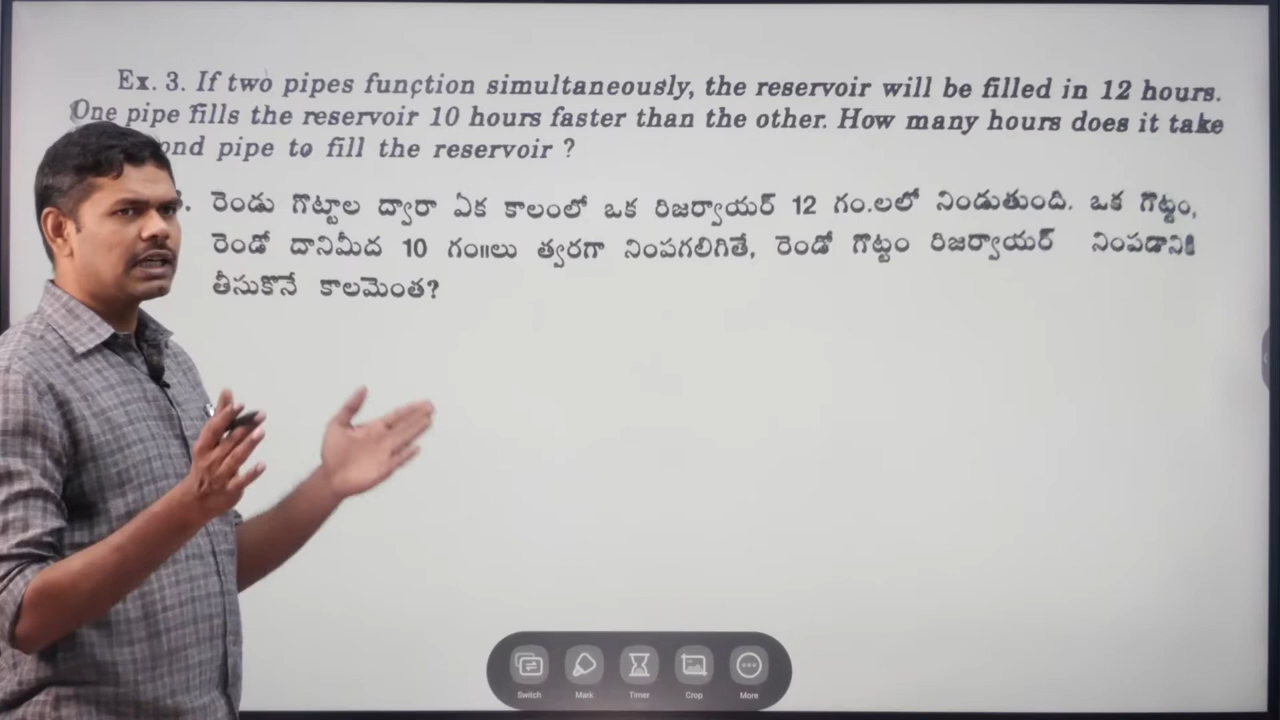 Ex. 3. If two pipes function simultaneously, the reservoir will be filled in 12 hours.
One pipe fills the reservoir 10 hours faster than the other. How many hours does it take
ond pipe to fill the reservoir ?
3. రెండు గొట్టాల ద్వారా ఏక కాలంలో ఒక రిజర్వాయర్ 12 గం.లలో నిండుతుంది. ఒక గొట్టం,
రెండో దానిమీద 10 గం॥లు త్వరగా నింపగలిగితే, రెండో గొట్టం రిజర్వాయర్ నింపడానికి
తీసుకొనే కాలమెంత?
Switch Mark Timer Crop More